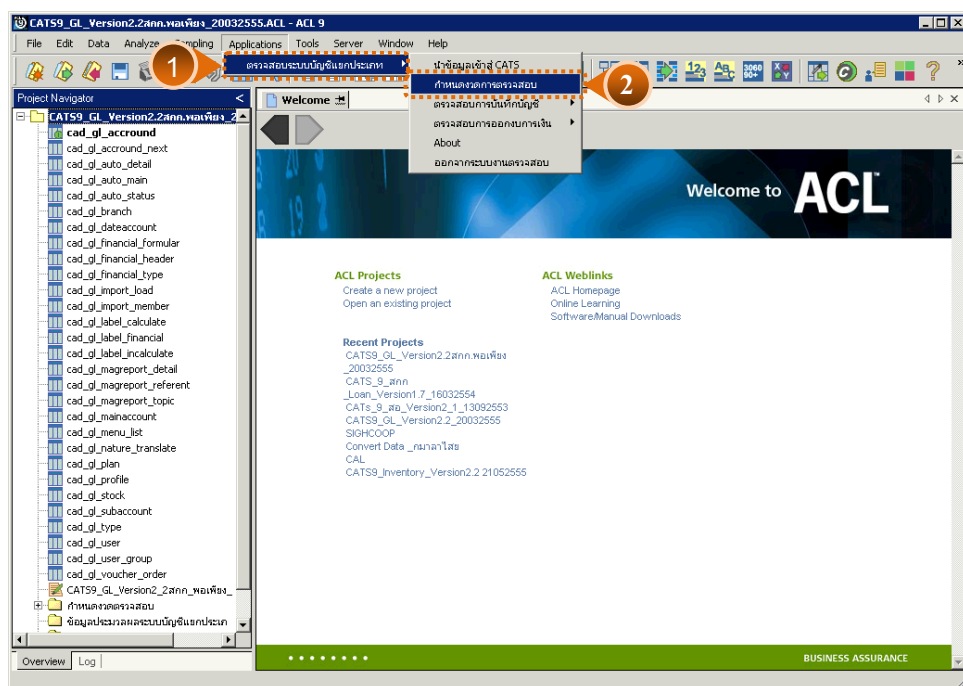 CATS9_GL_Version2.2สกก.พอเพียง_20032555.ACL - ACL 9
File Edit Data Analyze Sampling Applications Tools Server Window Help
1
ตรวจสอบระบบบัญชีแยกประเภท
นำข้อมูลเข้าสู่ CATS
กำหนดงวดการตรวจสอบ
2
ตรวจสอบการบันทึกบัญชี
ตรวจสอบการออกงบการเงิน
About
ออกจากระบบงานตรวจสอบ
Project Navigator <
Welcome
CATS9_GL_Version2.2สกก.พอเพียง_2
cad_gl_accround
cad_gl_accround_next
cad_gl_auto_detail
cad_gl_auto_main
cad_gl_auto_status
cad_gl_branch
cad_gl_dateaccount
cad_gl_financial_formular
cad_gl_financial_header
cad_gl_financial_type
cad_gl_import_load
cad_gl_import_member
cad_gl_label_calculate
cad_gl_label_financial
cad_gl_label_incalculate
cad_gl_magreport_detail
cad_gl_magreport_referent
cad_gl_magreport_topic
cad_gl_mainaccount
cad_gl_menu_list
cad_gl_nature_translate
cad_gl_plan
cad_gl_profile
cad_gl_stock
cad_gl_subaccount
cad_gl_type
cad_gl_user
cad_gl_user_group
cad_gl_voucher_order
CATS9_GL_Version2_2สกก_พอเพียง_
กำหนดงวดตรวจสอบ
ข้อมูลประมวลผลระบบบัญชีแยกประเภ
Overview Log
Welcome to ACL
ACL Projects
Create a new project
Open an existing project
ACL Weblinks
ACL Homepage
Online Learning
Software/Manual Downloads
Recent Projects
CATS9_GL_Version2.2สกก.พอเพียง
_20032555
CATS_9_สกก
_Loan_Version1.7_16032554
CATs_9_สอ_Version2_1_13092553
CATS9_GL_Version2.2_20032555
SIGHCOOP
Convert Data _กมาลาไสย
CAL
CATS9_Inventory_Version2.2 21052555
BUSINESS ASSURANCE